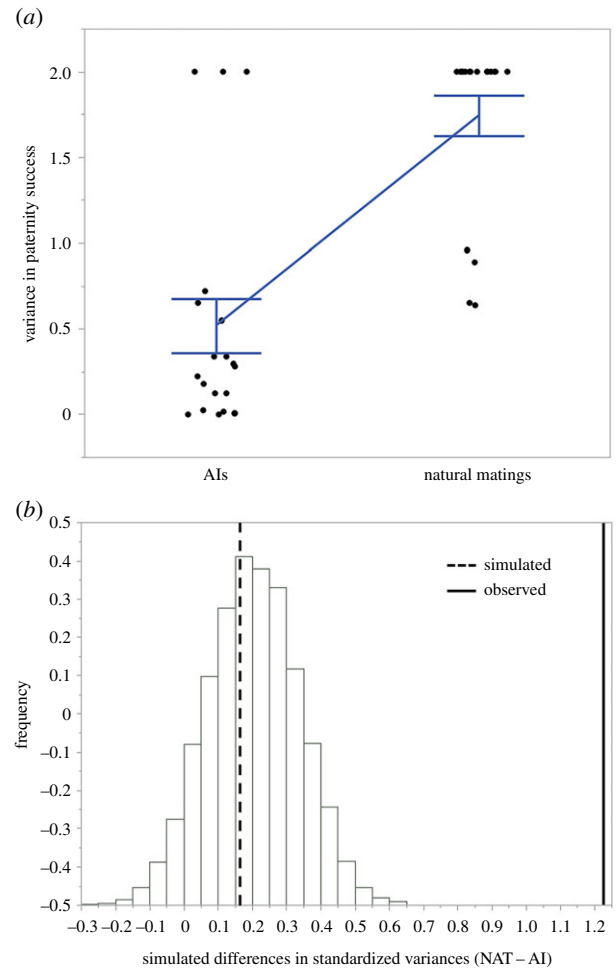 (a)
variance in paternity success
2.0
1.5
1.0
0.5
0
AIs natural matings
(b)
frequency
0.5
0.4
0.3
0.2
0.1
0
–0.1
–0.2
–0.3
–0.4
–0.5
simulated
observed
–0.3 –0.2 –0.1 0 0.1 0.2 0.3 0.4 0.5 0.6 0.7 0.8 0.9 1.0 1.1 1.2
simulated differences in standardized variances (NAT – AI)